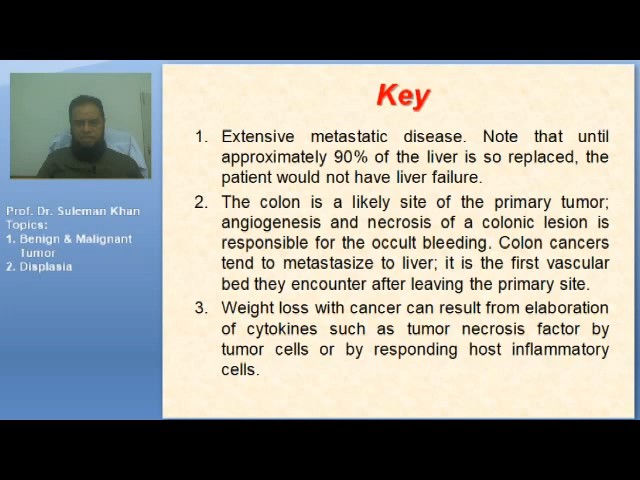 Key
1. Extensive metastatic disease. Note that until
approximately 90% of the liver is so replaced, the
patient would not have liver failure.
2. The colon is a likely site of the primary tumor;
angiogenesis and necrosis of a colonic lesion is
responsible for the occult bleeding. Colon cancers
tend to metastasize to liver; it is the first vascular
bed they encounter after leaving the primary site.
3. Weight loss with cancer can result from elaboration
of cytokines such as tumor necrosis factor by
tumor cells or by responding host inflammatory
cells.
Prof. Dr. Suleman Khan
Topics:
1. Benign & Malignant
Tumor
2. Displasia